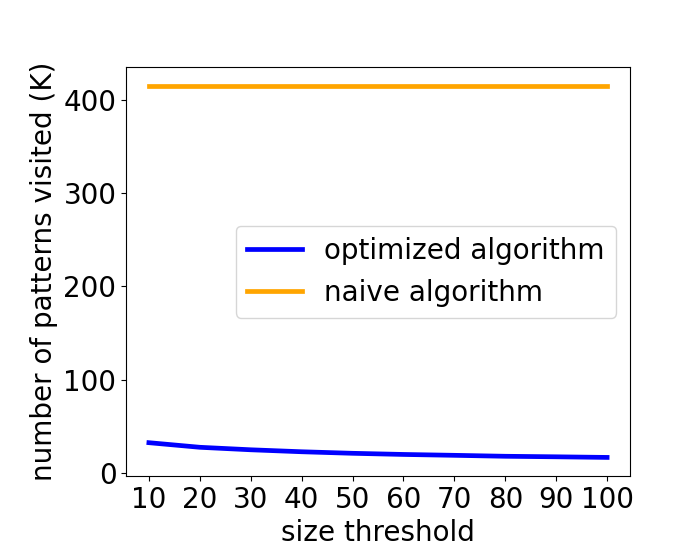 number of patterns visited (K)
400
300
200
100
0
optimized algorithm
naive algorithm
10 20 30 40 50 60 70 80 90 100
size threshold